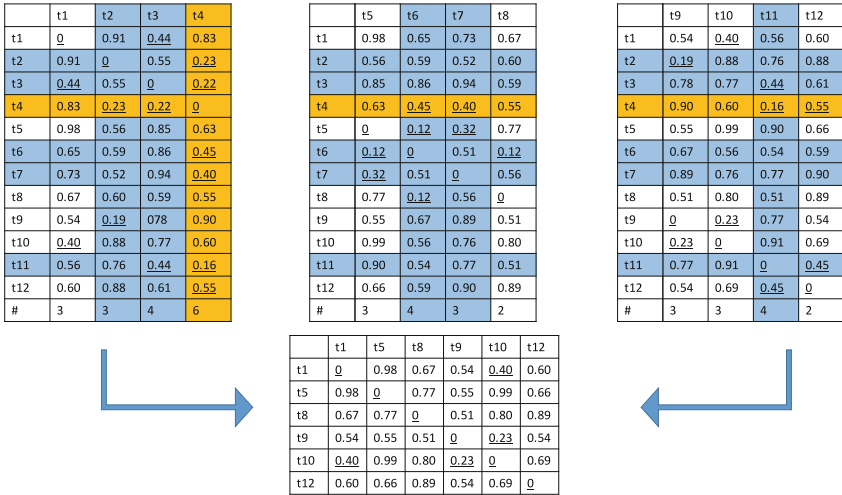 t1 t2 t3 t4
t1 0 0.91 0.44 0.83
t2 0.91 0 0.55 0.23
t3 0.44 0.55 0 0.22
t4 0.83 0.23 0.22 0
t5 0.98 0.56 0.85 0.63
t6 0.65 0.59 0.86 0.45
t7 0.73 0.52 0.94 0.40
t8 0.67 0.60 0.59 0.55
t9 0.54 0.19 078 0.90
t10 0.40 0.88 0.77 0.60
t11 0.56 0.76 0.44 0.16
t12 0.60 0.88 0.61 0.55
# 3 3 4 6
t5 t6 t7 t8
t1 0.98 0.65 0.73 0.67
t2 0.56 0.59 0.52 0.60
t3 0.85 0.86 0.94 0.59
t4 0.63 0.45 0.40 0.55
t5 0 0.12 0.32 0.77
t6 0.12 0 0.51 0.12
t7 0.32 0.51 0 0.56
t8 0.77 0.12 0.56 0
t9 0.55 0.67 0.89 0.51
t10 0.99 0.56 0.76 0.80
t11 0.90 0.54 0.77 0.51
t12 0.66 0.59 0.90 0.89
# 3 4 3 2
t9 t10 t11 t12
t1 0.54 0.40 0.56 0.60
t2 0.19 0.88 0.76 0.88
t3 0.78 0.77 0.44 0.61
t4 0.90 0.60 0.16 0.55
t5 0.55 0.99 0.90 0.66
t6 0.67 0.56 0.54 0.59
t7 0.89 0.76 0.77 0.90
t8 0.51 0.80 0.51 0.89
t9 0 0.23 0.77 0.54
t10 0.23 0 0.91 0.69
t11 0.77 0.91 0 0.45
t12 0.54 0.69 0.45 0
# 3 3 4 2
t1 t5 t8 t9 t10 t12
t1 0 0.98 0.67 0.54 0.40 0.60
t5 0.98 0 0.77 0.55 0.99 0.66
t8 0.67 0.77 0 0.51 0.80 0.89
t9 0.54 0.55 0.51 0 0.23 0.54
t10 0.40 0.99 0.80 0.23 0 0.69
t12 0.60 0.66 0.89 0.54 0.69 0